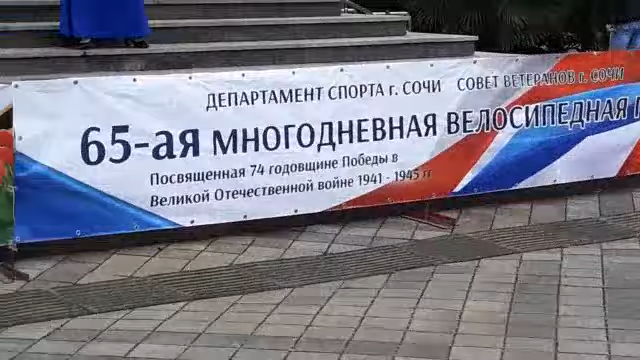 ДЕПАРТАМЕНТ СПОРТА г. СОЧИ СОВЕТ ВЕТЕРАНОВ г. СОЧИ
65-ая МНОГОДНЕВНАЯ ВЕЛОСИПЕДНАЯ
Посвященная 74 годовщине Победы в
Великой Отечественной войне 1941 - 1945 гг